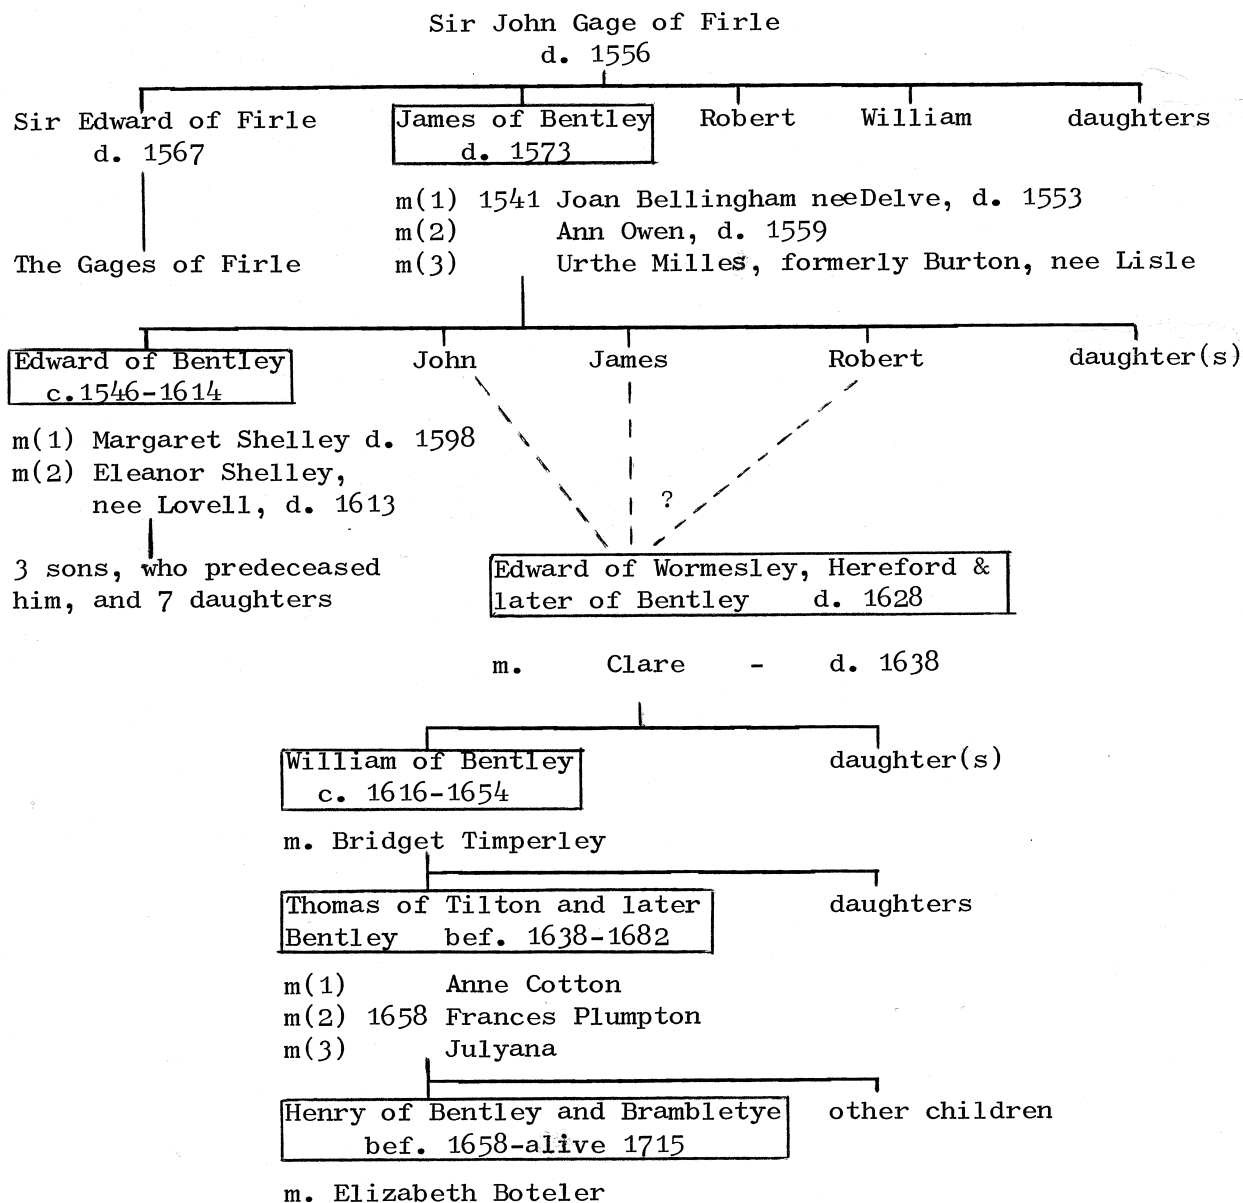 Sir John Gage of Firle
d. 1556
Sir Edward of Firle
d. 1567
James of Bentley
d. 1573
Robert
William
daughters
m(1) 1541 Joan Bellingham neeDelve, d. 1553
m(2) Ann Owen, d. 1559
m(3) Urthe Milles, formerly Burton, nee Lisle
The Gages of Firle
Edward of Bentley
c.1546-1614
John
James
Robert
daughter(s)
m(1) Margaret Shelley d. 1598
m(2) Eleanor Shelley,
nee Lovell, d. 1613
?
3 sons, who predeceased
him, and 7 daughters
Edward of Wormesley, Hereford &
later of Bentley d. 1628
m. Clare - d. 1638
William of Bentley
c. 1616-1654
daughter(s)
m. Bridget Timperley
Thomas of Tilton and later
Bentley bef. 1638-1682
daughters
m(1) Anne Cotton
m(2) 1658 Frances Plumpton
m(3) Julyana
Henry of Bentley and Brambletye
bef. 1658-alive 1715
other children
m. Elizabeth Boteler